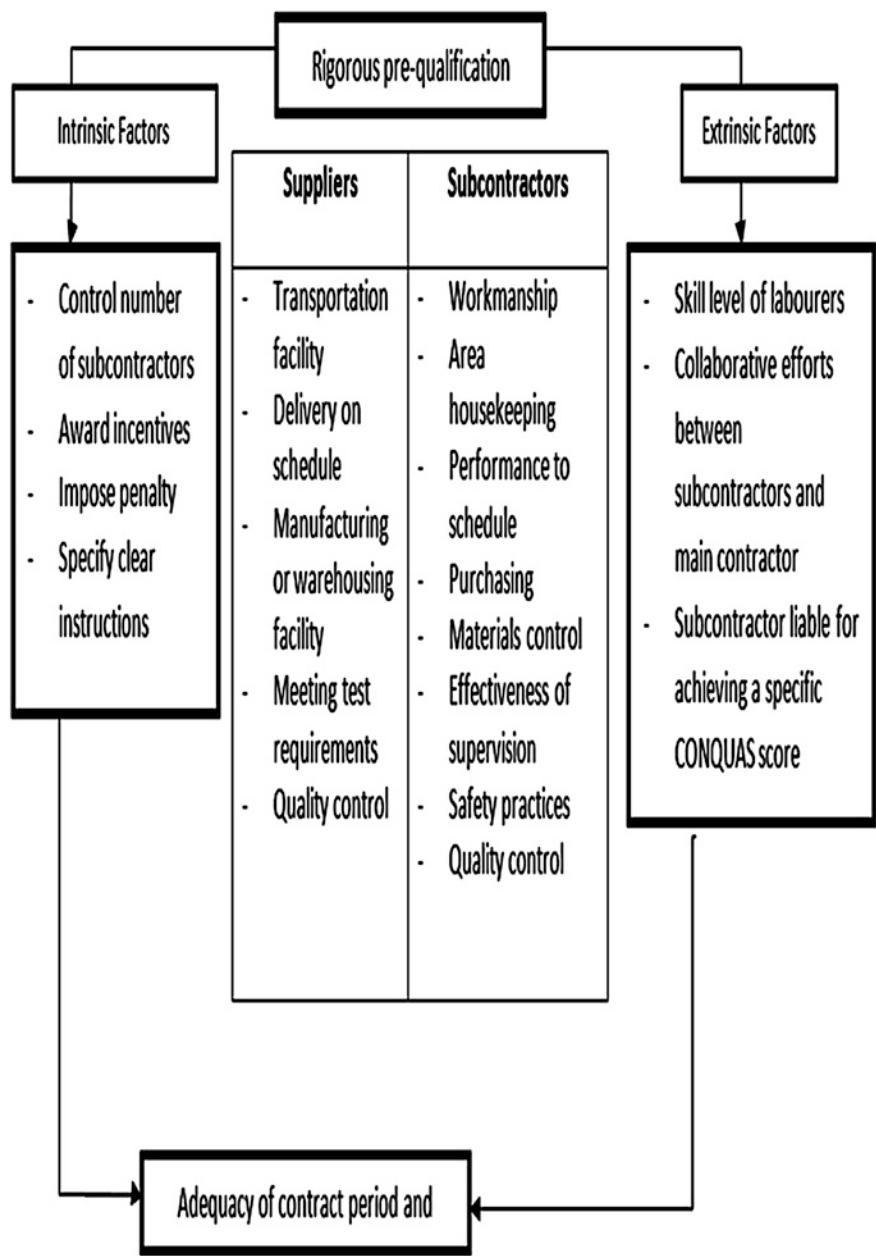 Rigorous pre-qualification
Intrinsic Factors
Extrinsic Factors
- Control number
of subcontractors
- Award incentives
- Impose penalty
- Specify clear
instructions
Suppliers
- Transportation
facility
- Delivery on
schedule
- Manufacturing
or warehousing
facility
- Meeting test
requirements
- Quality control
Subcontractors
- Workmanship
- Area
housekeeping
- Performance to
schedule
- Purchasing
- Materials control
- Effectiveness of
supervision
- Safety practices
- Quality control
- Skill level of labourers
- Collaborative efforts
between
subcontractors and
main contractor
- Subcontractor liable for
achieving a specific
CONQUAS score
Adequacy of contract period and